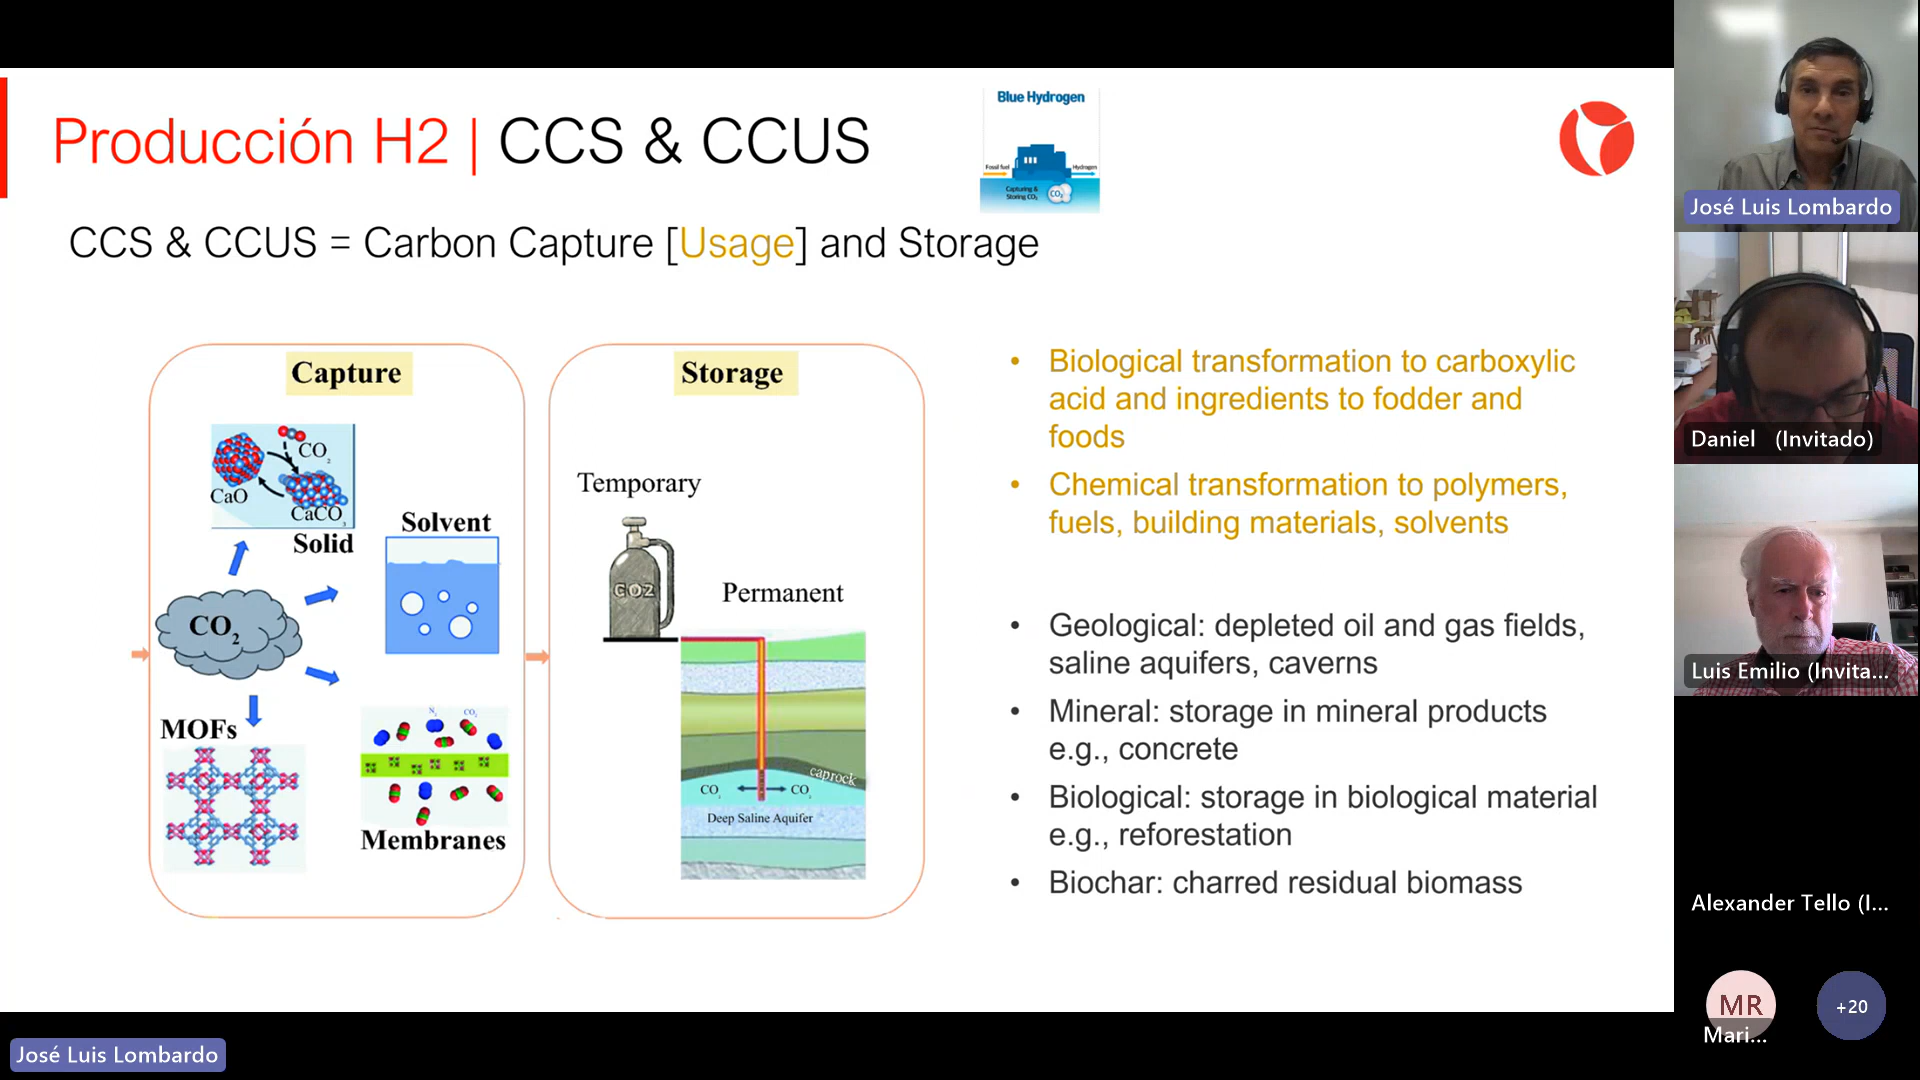 Producción H2 | CCS & CCUS
Blue Hydrogen
Fossil fuel
Hydrogen
Capturing &
Storing CO₂
CO₂
CCS & CCUS = Carbon Capture [Usage] and Storage
Capture
CO₂
CaO
CaCO₃
Solid
Solvent
CO₂
MOFs
N₂
CO₂
Membranes
Storage
Temporary
CO2
Permanent
caprock
CO₂
CO₂
Deep Saline Aquifer
• Biological transformation to carboxylic
acid and ingredients to fodder and
foods
• Chemical transformation to polymers,
fuels, building materials, solvents
• Geological: depleted oil and gas fields,
saline aquifers, caverns
• Mineral: storage in mineral products
e.g., concrete
• Biological: storage in biological material
e.g., reforestation
• Biochar: charred residual biomass
José Luis Lombardo
Daniel (Invitado)
Luis Emilio (Invita...
Alexander Tello (I...
MR
Mari...
+20
José Luis Lombardo